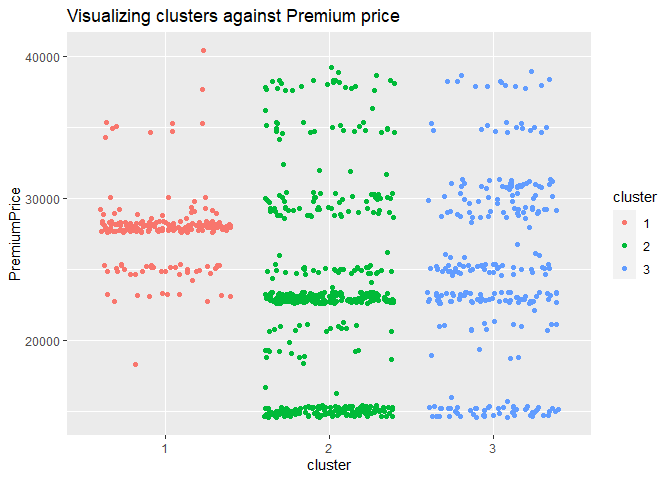 Visualizing clusters against Premium price
40000
30000
20000
PremiumPrice
1
2
3
cluster
cluster
1
2
3